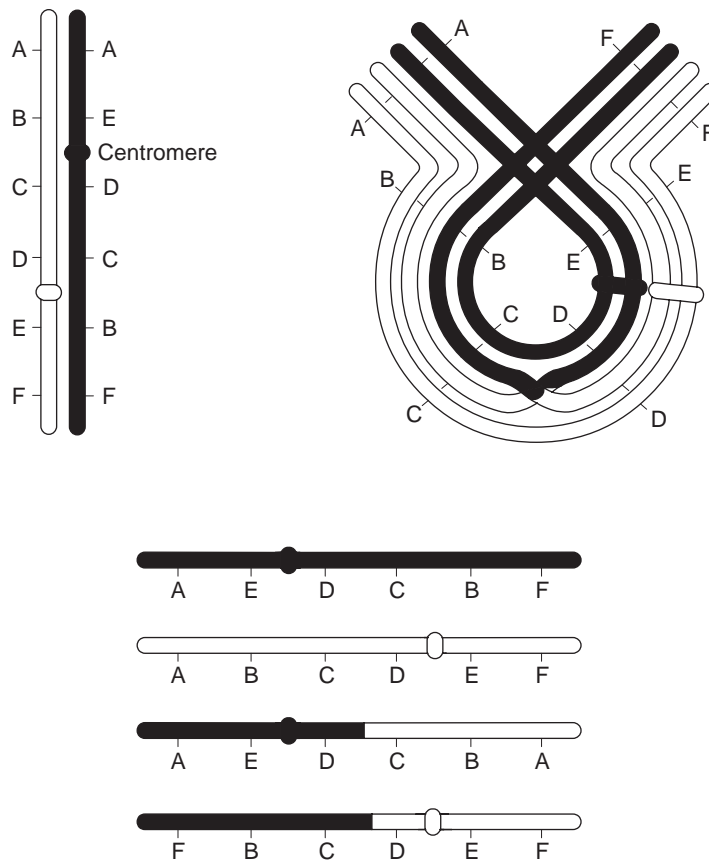 A A
B E
Centromere
C D
D C
E B
F F
A F
A F
B E
B E
C D
C D
A E D C B F
A B C D E F
A E D C B A
F B C D E F